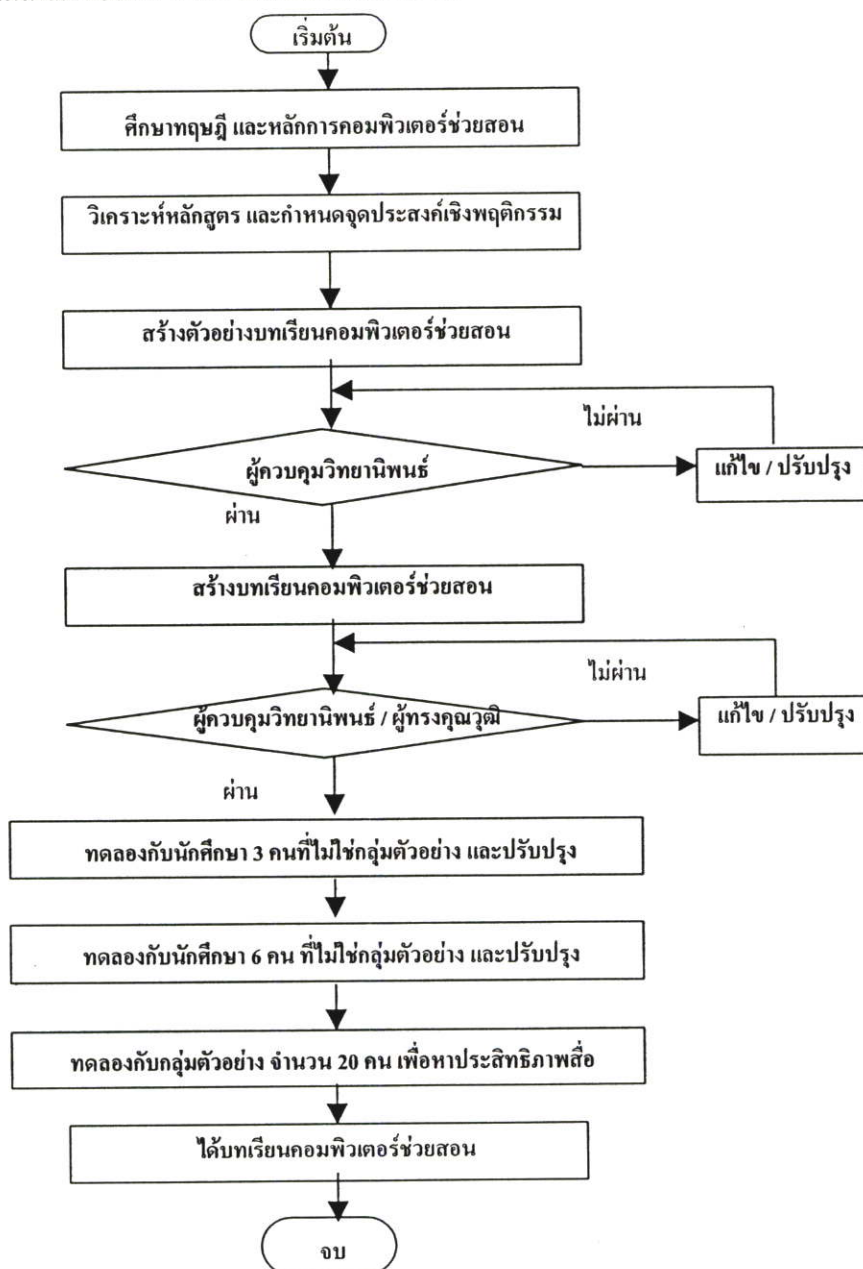 เริ่มต้น
ศึกษาทฤษฎี และหลักการคอมพิวเตอร์ช่วยสอน
วิเคราะห์หลักสูตร และกำหนดจุดประสงค์เชิงพฤติกรรม
สร้างตัวอย่างบทเรียนคอมพิวเตอร์ช่วยสอน
ไม่ผ่าน
ผู้ควบคุมวิทยานิพนธ์
แก้ไข / ปรับปรุง
ผ่าน
สร้างบทเรียนคอมพิวเตอร์ช่วยสอน
ไม่ผ่าน
ผู้ควบคุมวิทยานิพนธ์ / ผู้ทรงคุณวุฒิ
แก้ไข / ปรับปรุง
ผ่าน
ทดลองกับนักศึกษา 3 คนที่ไม่ใช่กลุ่มตัวอย่าง และปรับปรุง
ทดลองกับนักศึกษา 6 คน ที่ไม่ใช่กลุ่มตัวอย่าง และปรับปรุง
ทดลองกับกลุ่มตัวอย่าง จำนวน 20 คน เพื่อหาประสิทธิภาพสื่อ
ได้บทเรียนคอมพิวเตอร์ช่วยสอน
จบ